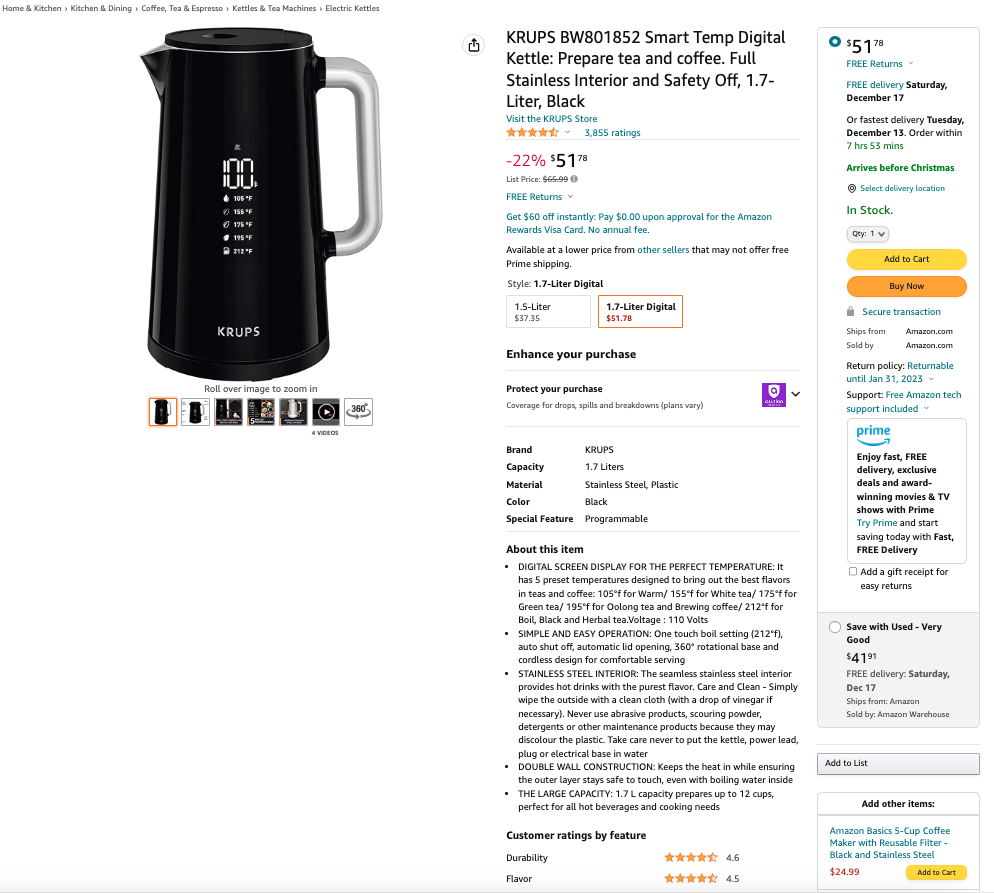 Home & Kitchen › Kitchen & Dining › Coffee, Tea & Espresso › Kettles & Tea Machines › Electric Kettles
100
105 °F
155 °F
175 °F
195 °F
212 °F
KRUPS
Roll over image to zoom in
360°
4 VIDEOS
KRUPS BW801852 Smart Temp Digital
Kettle: Prepare tea and coffee. Full
Stainless Interior and Safety Off, 1.7-
Liter, Black
Visit the KRUPS Store
3,855 ratings
-22% $51 78
List Price: $65.99
FREE Returns
Get $60 off instantly: Pay $0.00 upon approval for the Amazon
Rewards Visa Card. No annual fee.
Available at a lower price from other sellers that may not offer free
Prime shipping.
Style: 1.7-Liter Digital
1.5-Liter
$37.35
1.7-Liter Digital
$51.78
Enhance your purchase
Protect your purchase
Coverage for drops, spills and breakdowns (plans vary)
Brand KRUPS
Capacity 1.7 Liters
Material Stainless Steel, Plastic
Color Black
Special Feature Programmable
About this item
• DIGITAL SCREEN DISPLAY FOR THE PERFECT TEMPERATURE: It
has 5 preset temperatures designed to bring out the best flavors
in teas and coffee: 105°f for Warm/ 155°f for White tea/ 175°f for
Green tea/ 195°f for Oolong tea and Brewing coffee/ 212°f for
Boil, Black and Herbal tea.Voltage : 110 Volts
• SIMPLE AND EASY OPERATION: One touch boil setting (212°f),
auto shut off, automatic lid opening, 360° rotational base and
cordless design for comfortable serving
• STAINLESS STEEL INTERIOR: The seamless stainless steel interior
provides hot drinks with the purest flavor. Care and Clean - Simply
wipe the outside with a clean cloth (with a drop of vinegar if
necessary). Never use abrasive products, scouring powder,
detergents or other maintenance products because they may
discolour the plastic. Take care never to put the kettle, power lead,
plug or electrical base in water
• DOUBLE WALL CONSTRUCTION: Keeps the heat in while ensuring
the outer layer stays safe to touch, even with boiling water inside
• THE LARGE CAPACITY: 1.7 L capacity prepares up to 12 cups,
perfect for all hot beverages and cooking needs
Customer ratings by feature
Durability 4.6
Flavor 4.5
$51 78
FREE Returns
FREE delivery Saturday,
December 17
Or fastest delivery Tuesday,
December 13. Order within
7 hrs 53 mins
Arrives before Christmas
Select delivery location
In Stock.
Qty: 1
Add to Cart
Buy Now
Secure transaction
Ships from Amazon.com
Sold by Amazon.com
Return policy: Returnable
until Jan 31, 2023
Support: Free Amazon tech
support included
prime
Enjoy fast, FREE
delivery, exclusive
deals and award-
winning movies & TV
shows with Prime
Try Prime and start
saving today with Fast,
FREE Delivery
Add a gift receipt for
easy returns
Save with Used - Very
Good
$41 91
FREE delivery: Saturday,
Dec 17
Ships from: Amazon
Sold by: Amazon Warehouse
Add to List
Add other items:
Amazon Basics 5-Cup Coffee
Maker with Reusable Filter -
Black and Stainless Steel
$24.99
Add to Cart